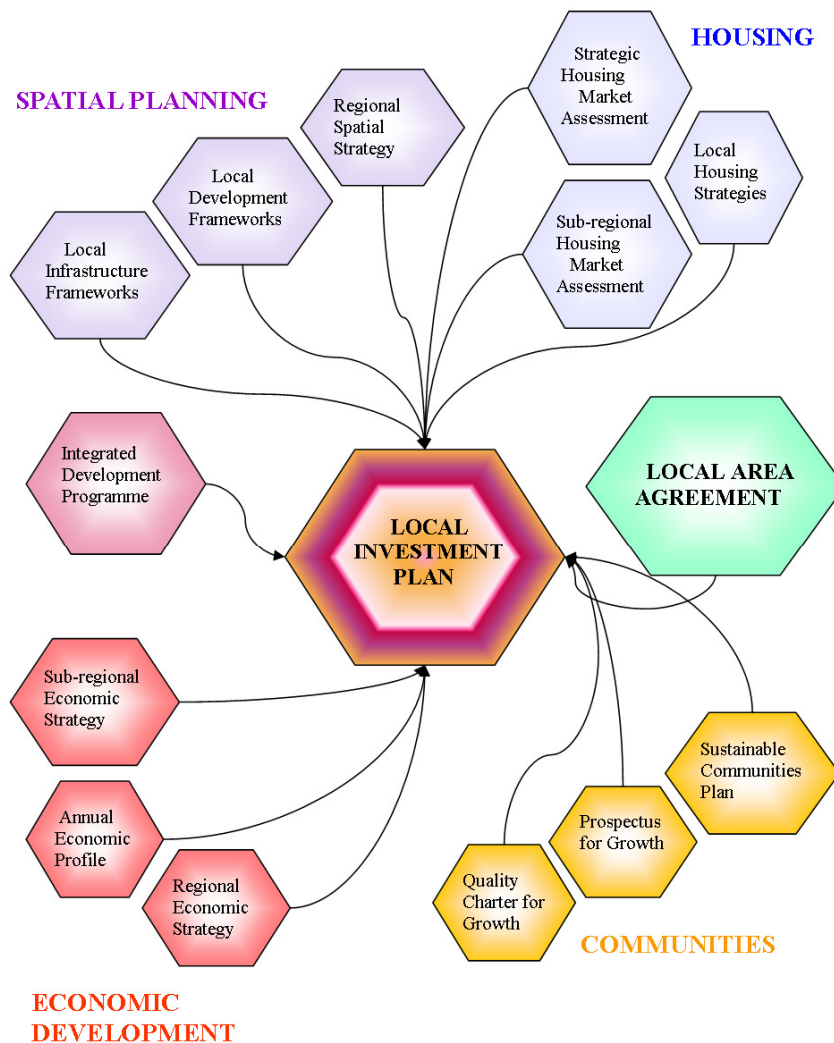 HOUSING
Strategic
Housing
Market
Assessment
SPATIAL PLANNING
Regional
Spatial
Strategy
Local
Housing
Strategies
Local
Development
Frameworks
Sub-regional
Housing
Market
Assessment
Local
Infrastructure
Frameworks
Integrated
Development
Programme
LOCAL AREA
AGREEMENT
LOCAL
INVESTMENT
PLAN
Sub-regional
Economic
Strategy
Sustainable
Communities
Plan
Annual
Economic
Profile
Prospectus
for Growth
Regional
Economic
Strategy
Quality
Charter for
Growth
COMMUNITIES
ECONOMIC
DEVELOPMENT